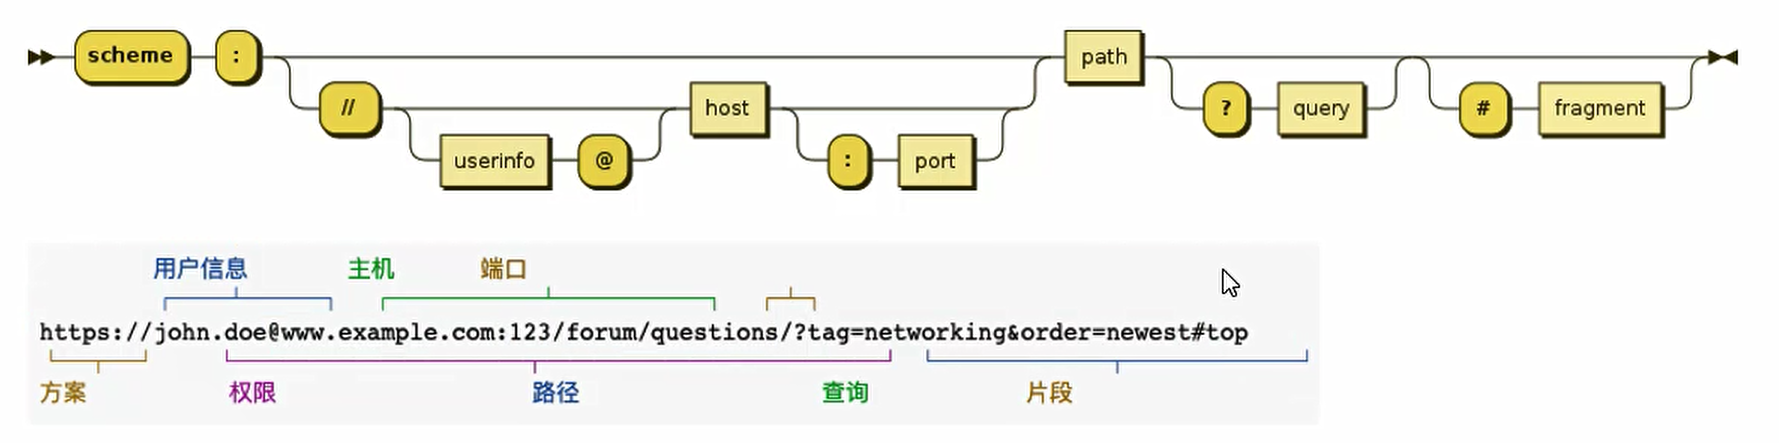 scheme : path
// host ? query # fragment
userinfo @ : port
用户信息 主机 端口
https://john.doe@www.example.com:123/forum/questions/?tag=networking&order=newest#top
方案 权限 路径 查询 片段